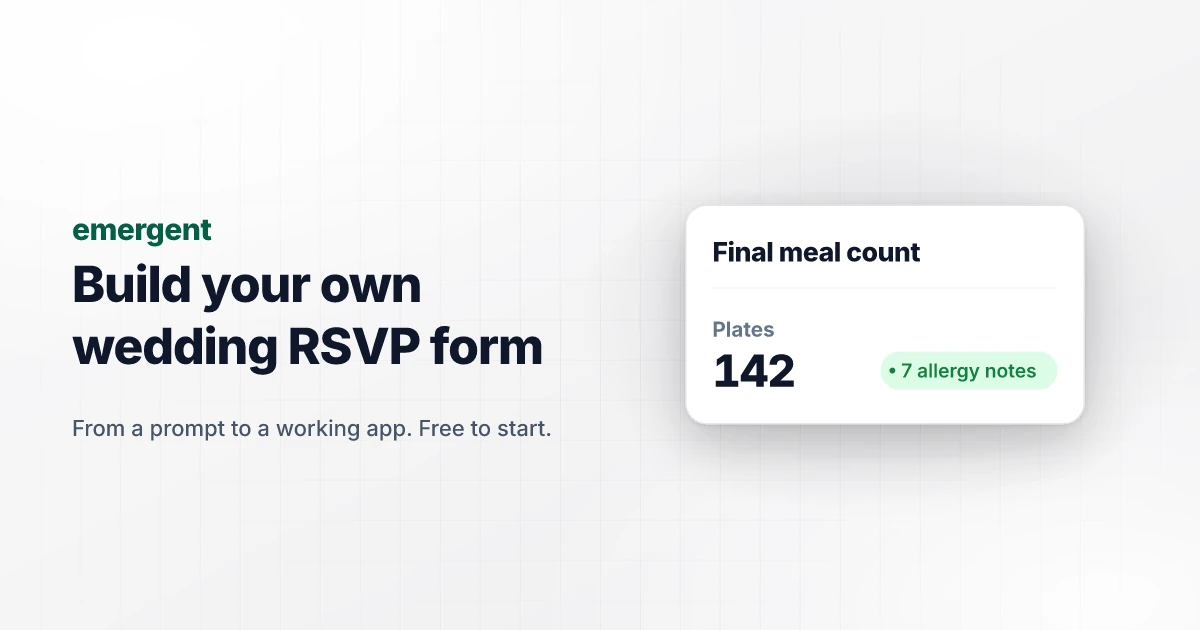 emergent
Build your own
wedding RSVP form
From a prompt to a working app. Free to start.
Final meal count
Plates
142
• 7 allergy notes